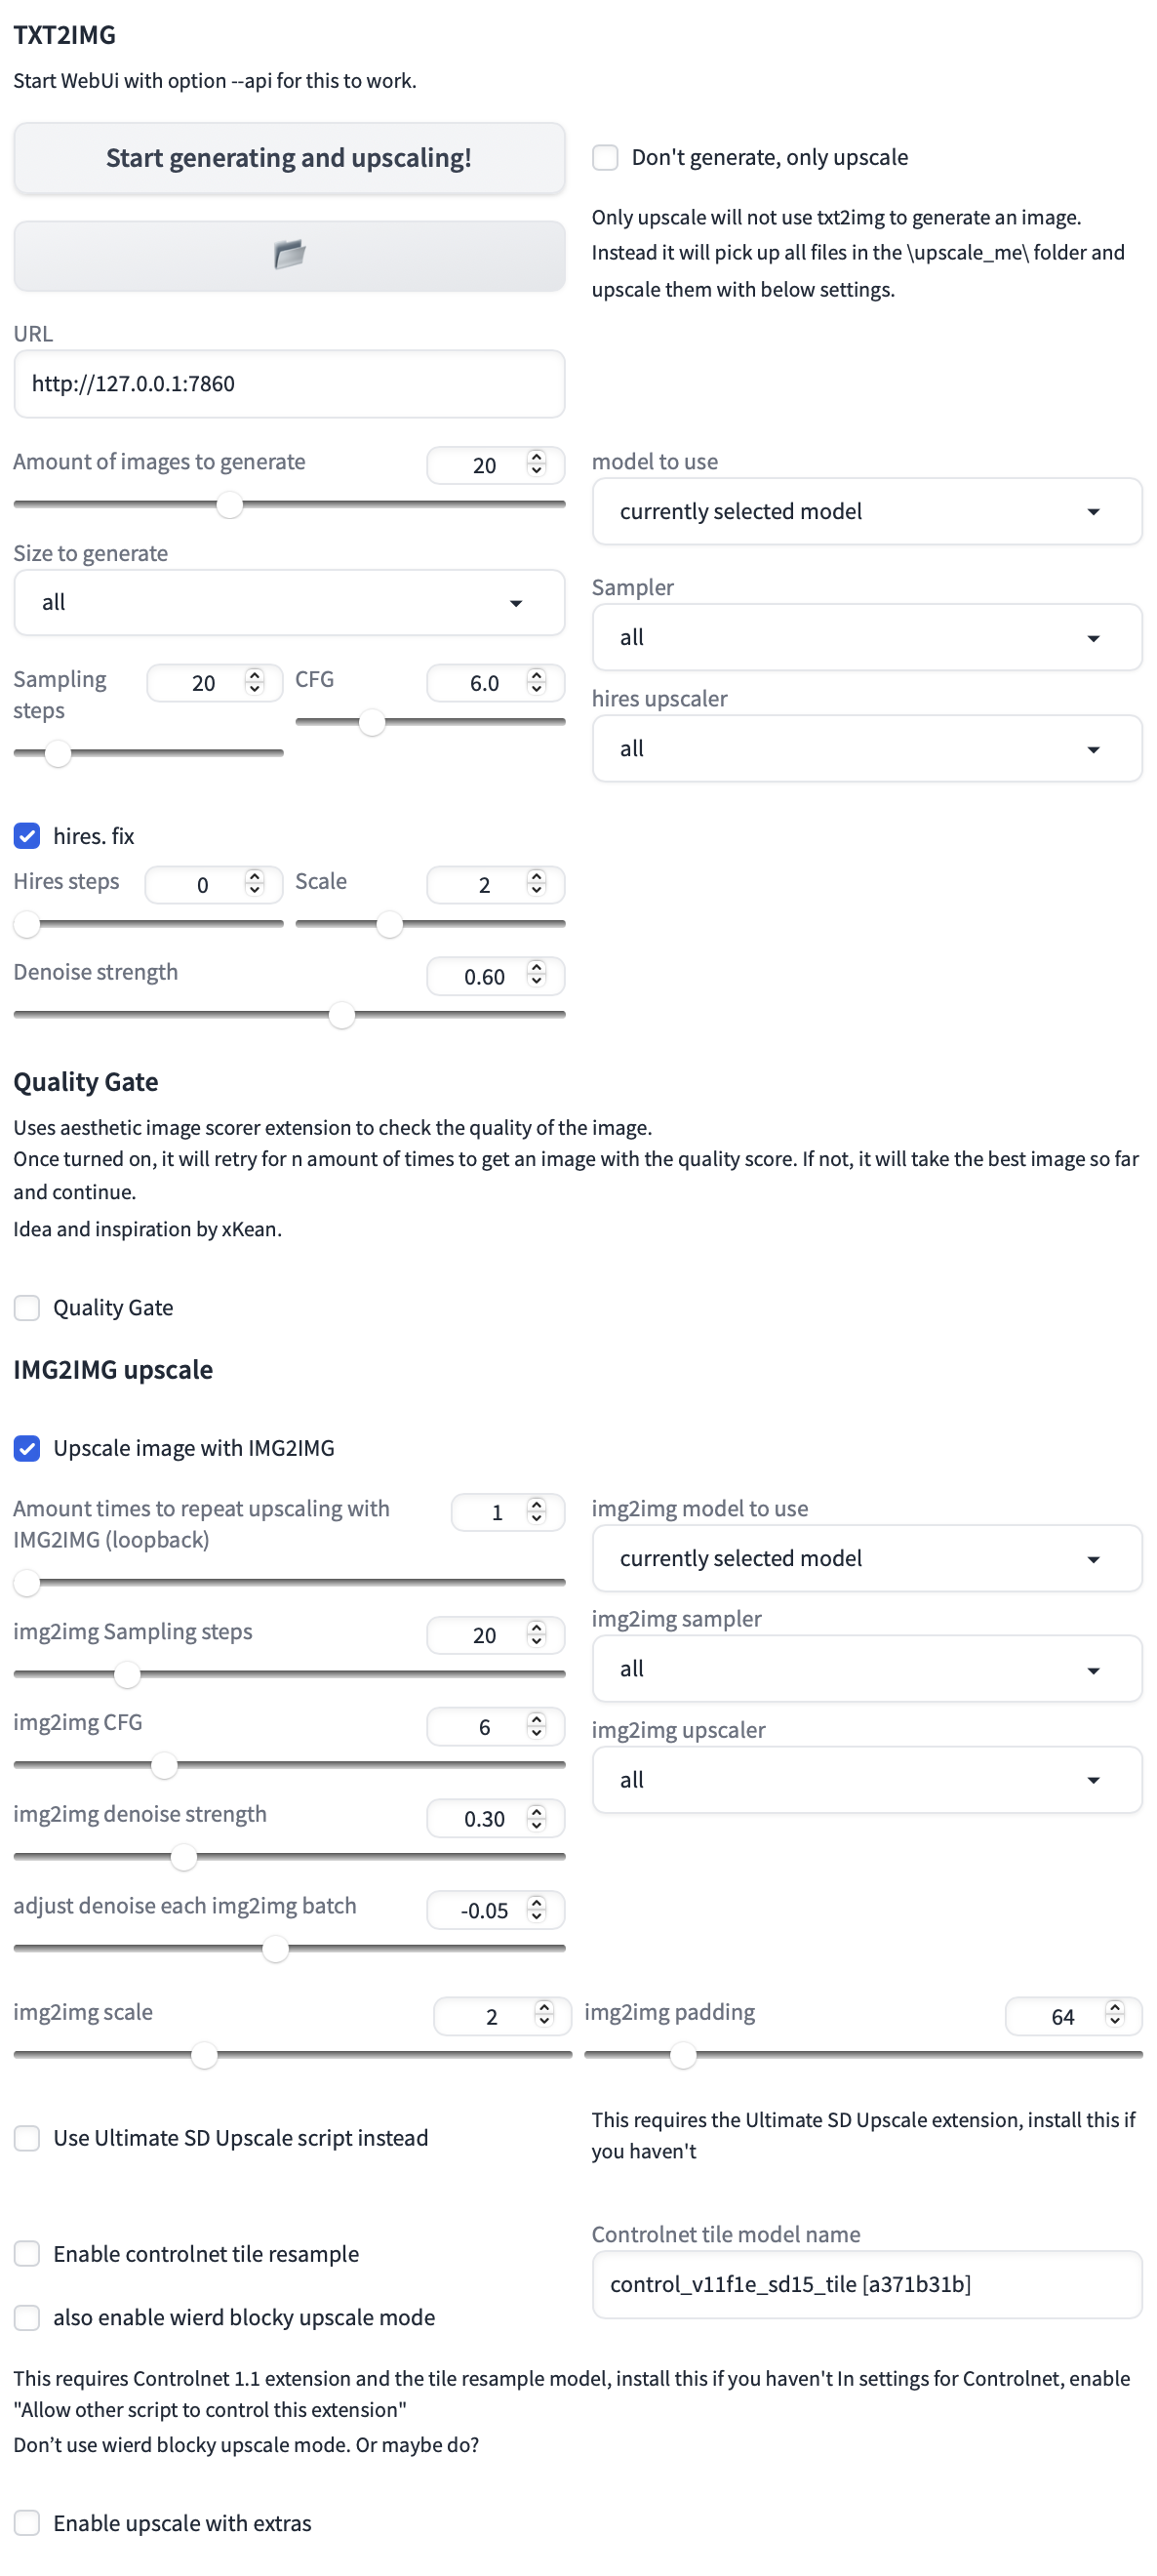 TXT2IMG
Start WebUi with option --api for this to work.
Start generating and upscaling!
Don't generate, only upscale
Only upscale will not use txt2img to generate an image.
Instead it will pick up all files in the \upscale_me\ folder and
upscale them with below settings.
URL
http://127.0.0.1:7860
Amount of images to generate
20
model to use
currently selected model
Size to generate
all
Sampler
all
Sampling
steps
20
CFG
6.0
hires upscaler
all
hires. fix
Hires steps
0
Scale
2
Denoise strength
0.60
Quality Gate
Uses aesthetic image scorer extension to check the quality of the image.
Once turned on, it will retry for n amount of times to get an image with the quality score. If not, it will take the best image so far
and continue.
Idea and inspiration by xKean.
Quality Gate
IMG2IMG upscale
Upscale image with IMG2IMG
Amount times to repeat upscaling with
IMG2IMG (loopback)
1
img2img model to use
currently selected model
img2img Sampling steps
20
img2img sampler
all
img2img CFG
6
img2img upscaler
all
img2img denoise strength
0.30
adjust denoise each img2img batch
-0.05
img2img scale
2
img2img padding
64
Use Ultimate SD Upscale script instead
This requires the Ultimate SD Upscale extension, install this if
you haven't
Enable controlnet tile resample
Controlnet tile model name
control_v11f1e_sd15_tile [a371b31b]
also enable wierd blocky upscale mode
This requires Controlnet 1.1 extension and the tile resample model, install this if you haven't In settings for Controlnet, enable
"Allow other script to control this extension"
Don’t use wierd blocky upscale mode. Or maybe do?
Enable upscale with extras